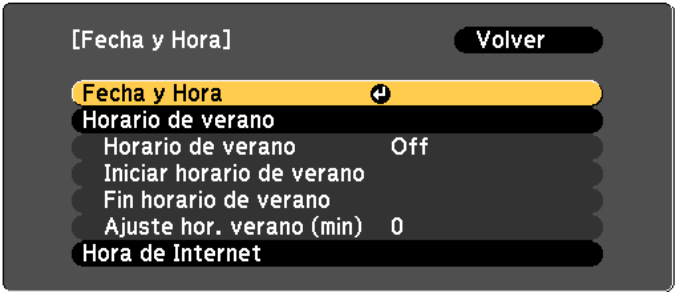 [Fecha y Hora] Volver
Fecha y Hora
Horario de verano
Horario de verano Off
Iniciar horario de verano
Fin horario de verano
Ajuste hor. verano (min) 0
Hora de Internet